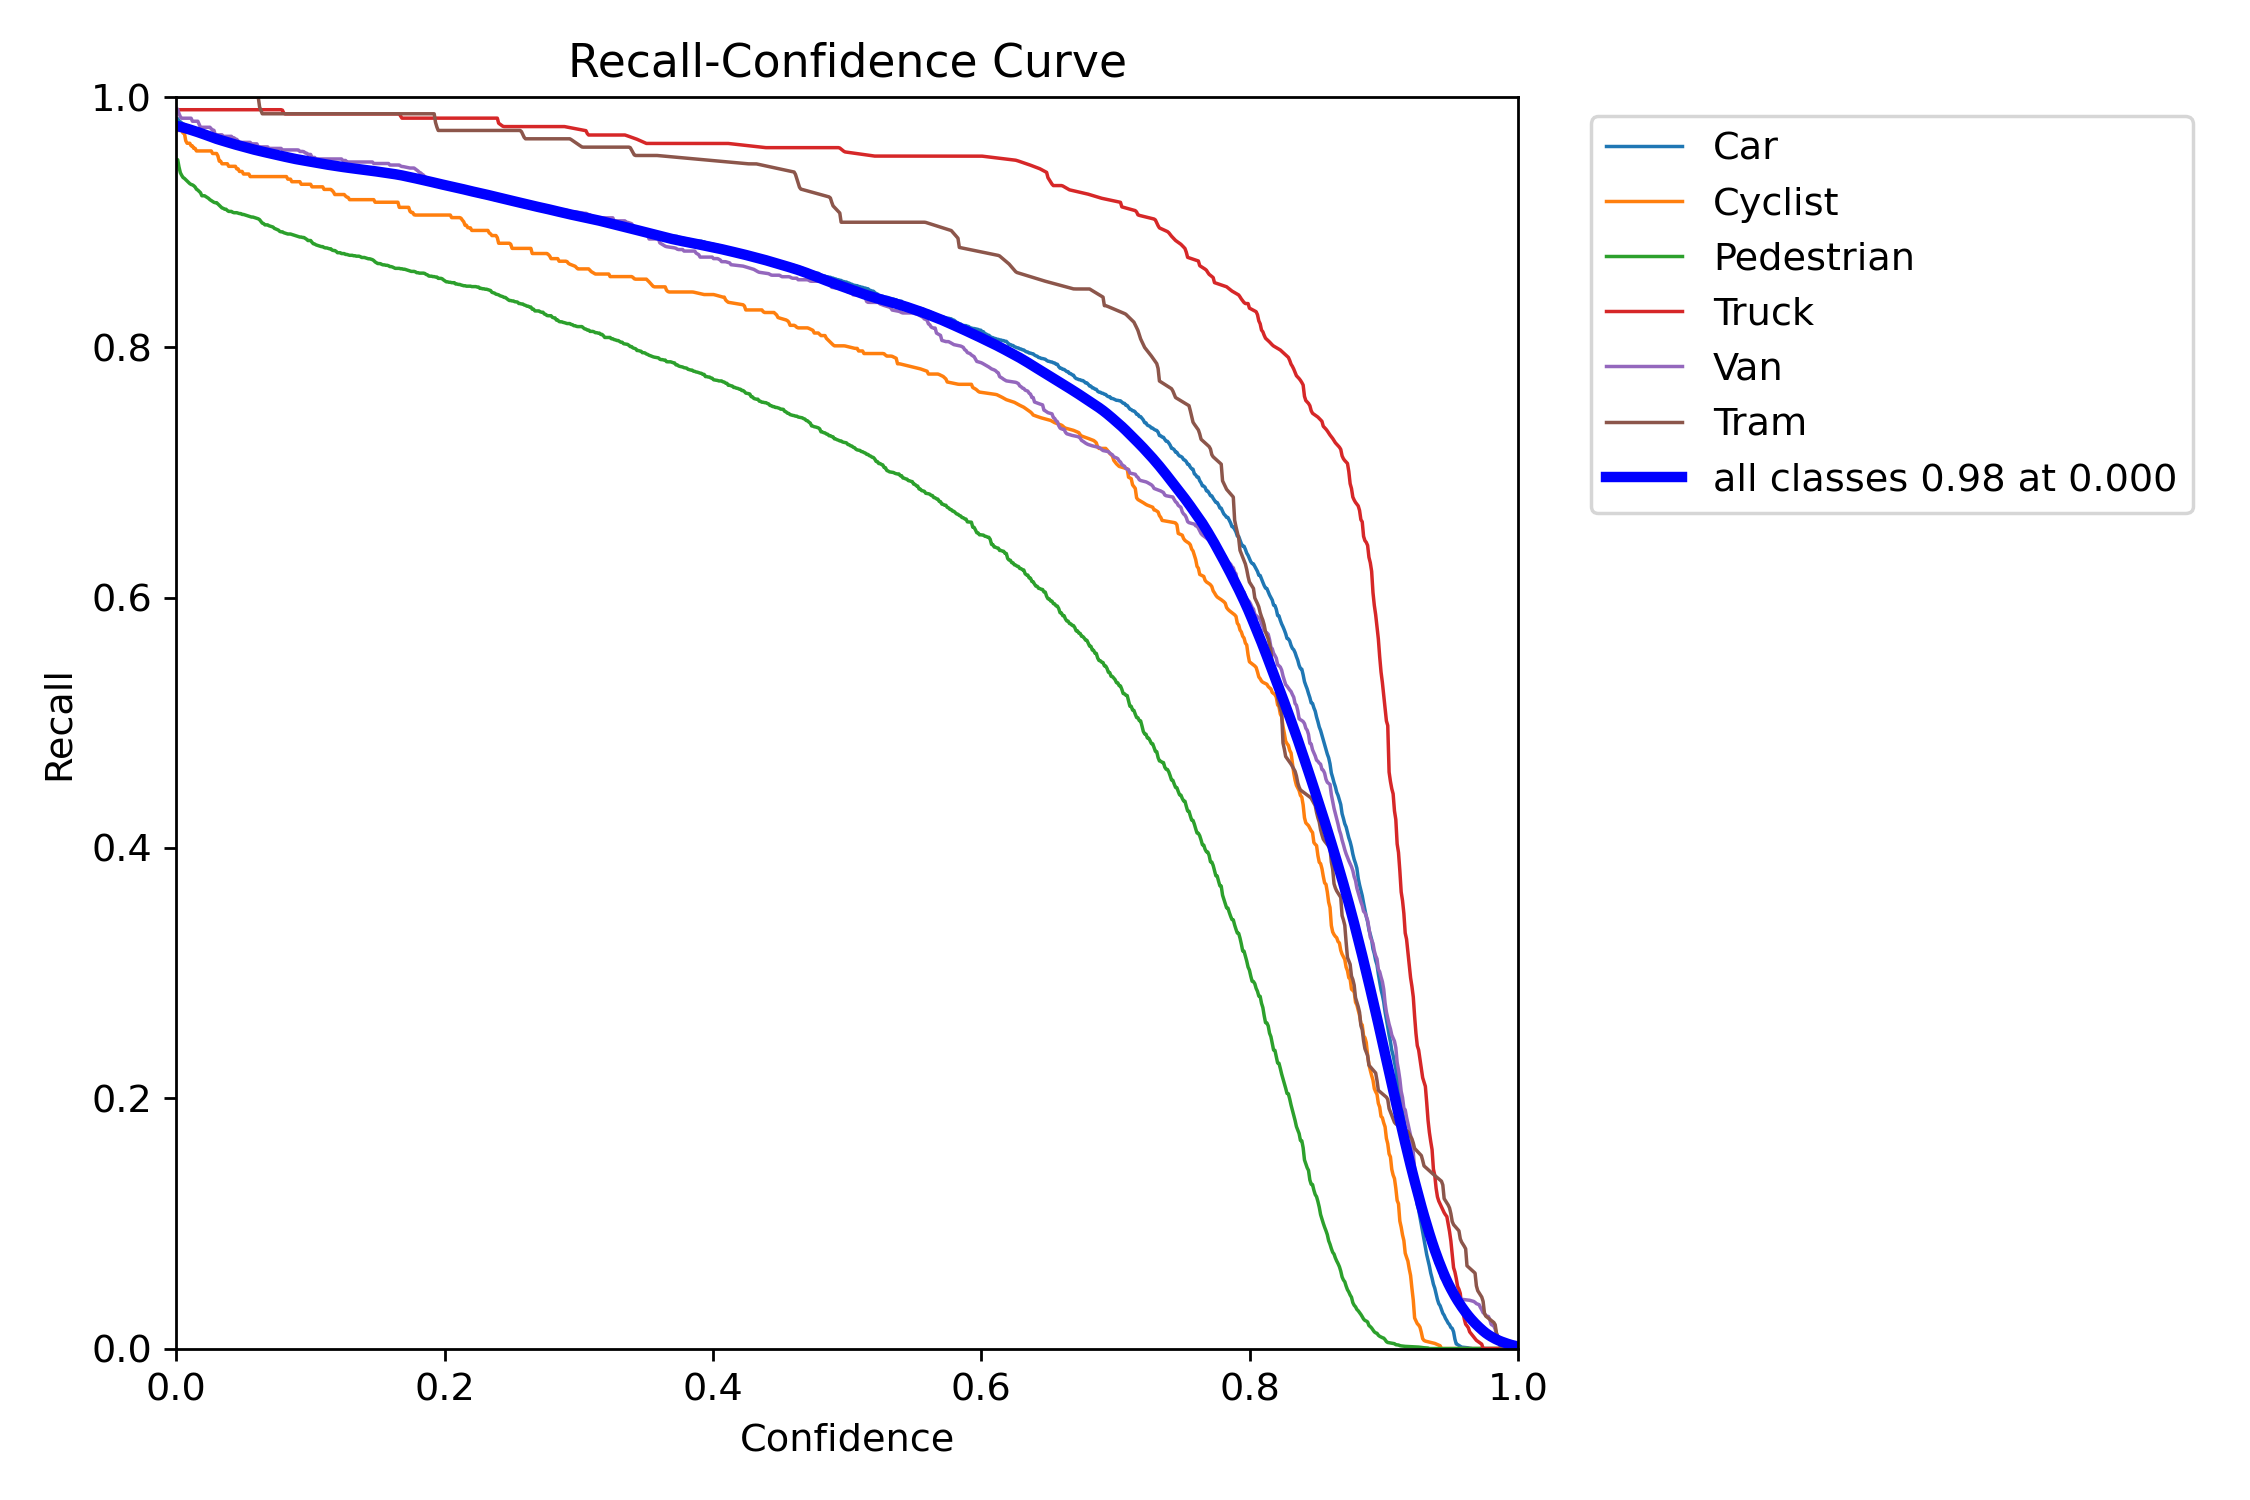 Recall-Confidence Curve
1.0
0.8
0.6
0.4
0.2
0.0
Recall
0.0 0.2 0.4 0.6 0.8 1.0
Confidence
Car
Cyclist
Pedestrian
Truck
Van
Tram
all classes 0.98 at 0.000